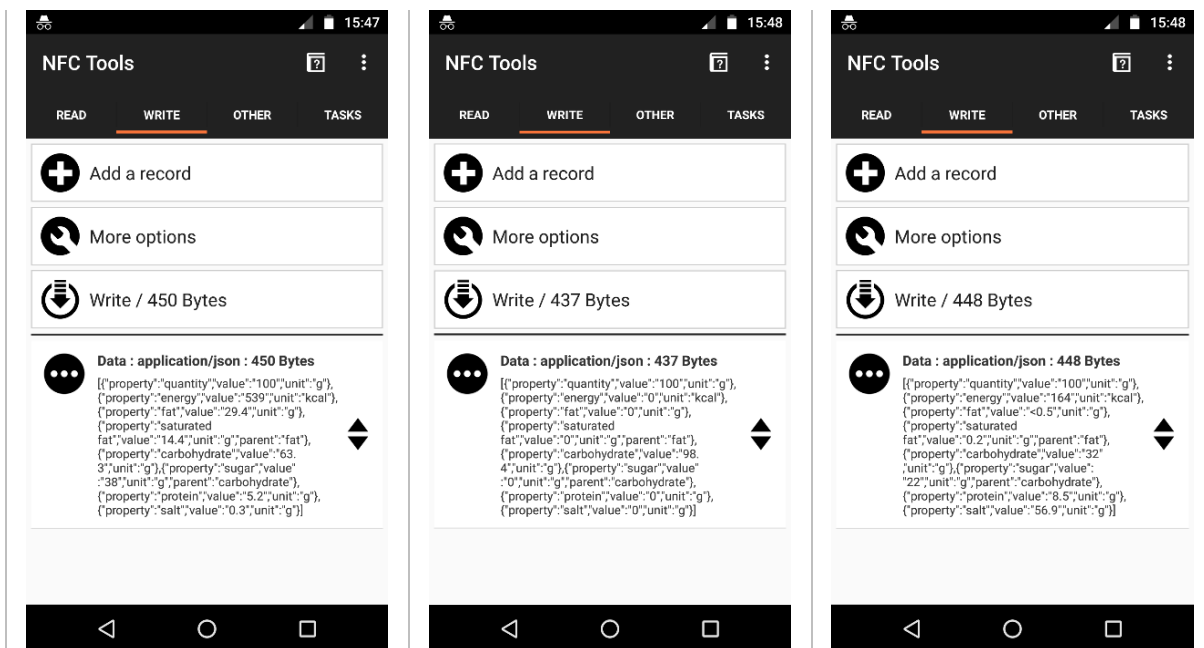 15:47
NFC Tools
READ WRITE OTHER TASKS
Add a record
More options
Write / 450 Bytes
Data : application/json : 450 Bytes
[{"property":"quantity","value":"100","unit":"g"},
{"property":"energy","value":"539","unit":"kcal"},
{"property":"fat","value":"29.4","unit":"g"},
{"property":"saturated
fat","value":"14.4","unit":"g","parent":"fat"},
{"property":"carbohydrate","value":"63.
3","unit":"g"},{"property":"sugar","value"
:"38","unit":"g","parent":"carbohydrate"},
{"property":"protein","value":"5.2","unit":"g"},
{"property":"salt","value":"0.3","unit":"g"}]
15:48
NFC Tools
READ WRITE OTHER TASKS
Add a record
More options
Write / 437 Bytes
Data : application/json : 437 Bytes
[{"property":"quantity","value":"100","unit":"g"},
{"property":"energy","value":"0","unit":"kcal"},
{"property":"fat","value":"0","unit":"g"},
{"property":"saturated
fat","value":"0","unit":"g","parent":"fat"},
{"property":"carbohydrate","value":"98.
4","unit":"g"},{"property":"sugar","value"
:"0","unit":"g","parent":"carbohydrate"},
{"property":"protein","value":"0","unit":"g"},
{"property":"salt","value":"0","unit":"g"}]
15:48
NFC Tools
READ WRITE OTHER TASKS
Add a record
More options
Write / 448 Bytes
Data : application/json : 448 Bytes
[{"property":"quantity","value":"100","unit":"g"},
{"property":"energy","value":"164","unit":"kcal"},
{"property":"fat","value":"<0.5","unit":"g"},
{"property":"saturated
fat","value":"0.2","unit":"g","parent":"fat"},
{"property":"carbohydrate","value":"32"
,"unit":"g"},{"property":"sugar","value":
"22","unit":"g","parent":"carbohydrate"},
{"property":"protein","value":"8.5","unit":"g"},
{"property":"salt","value":"56.9","unit":"g"}]